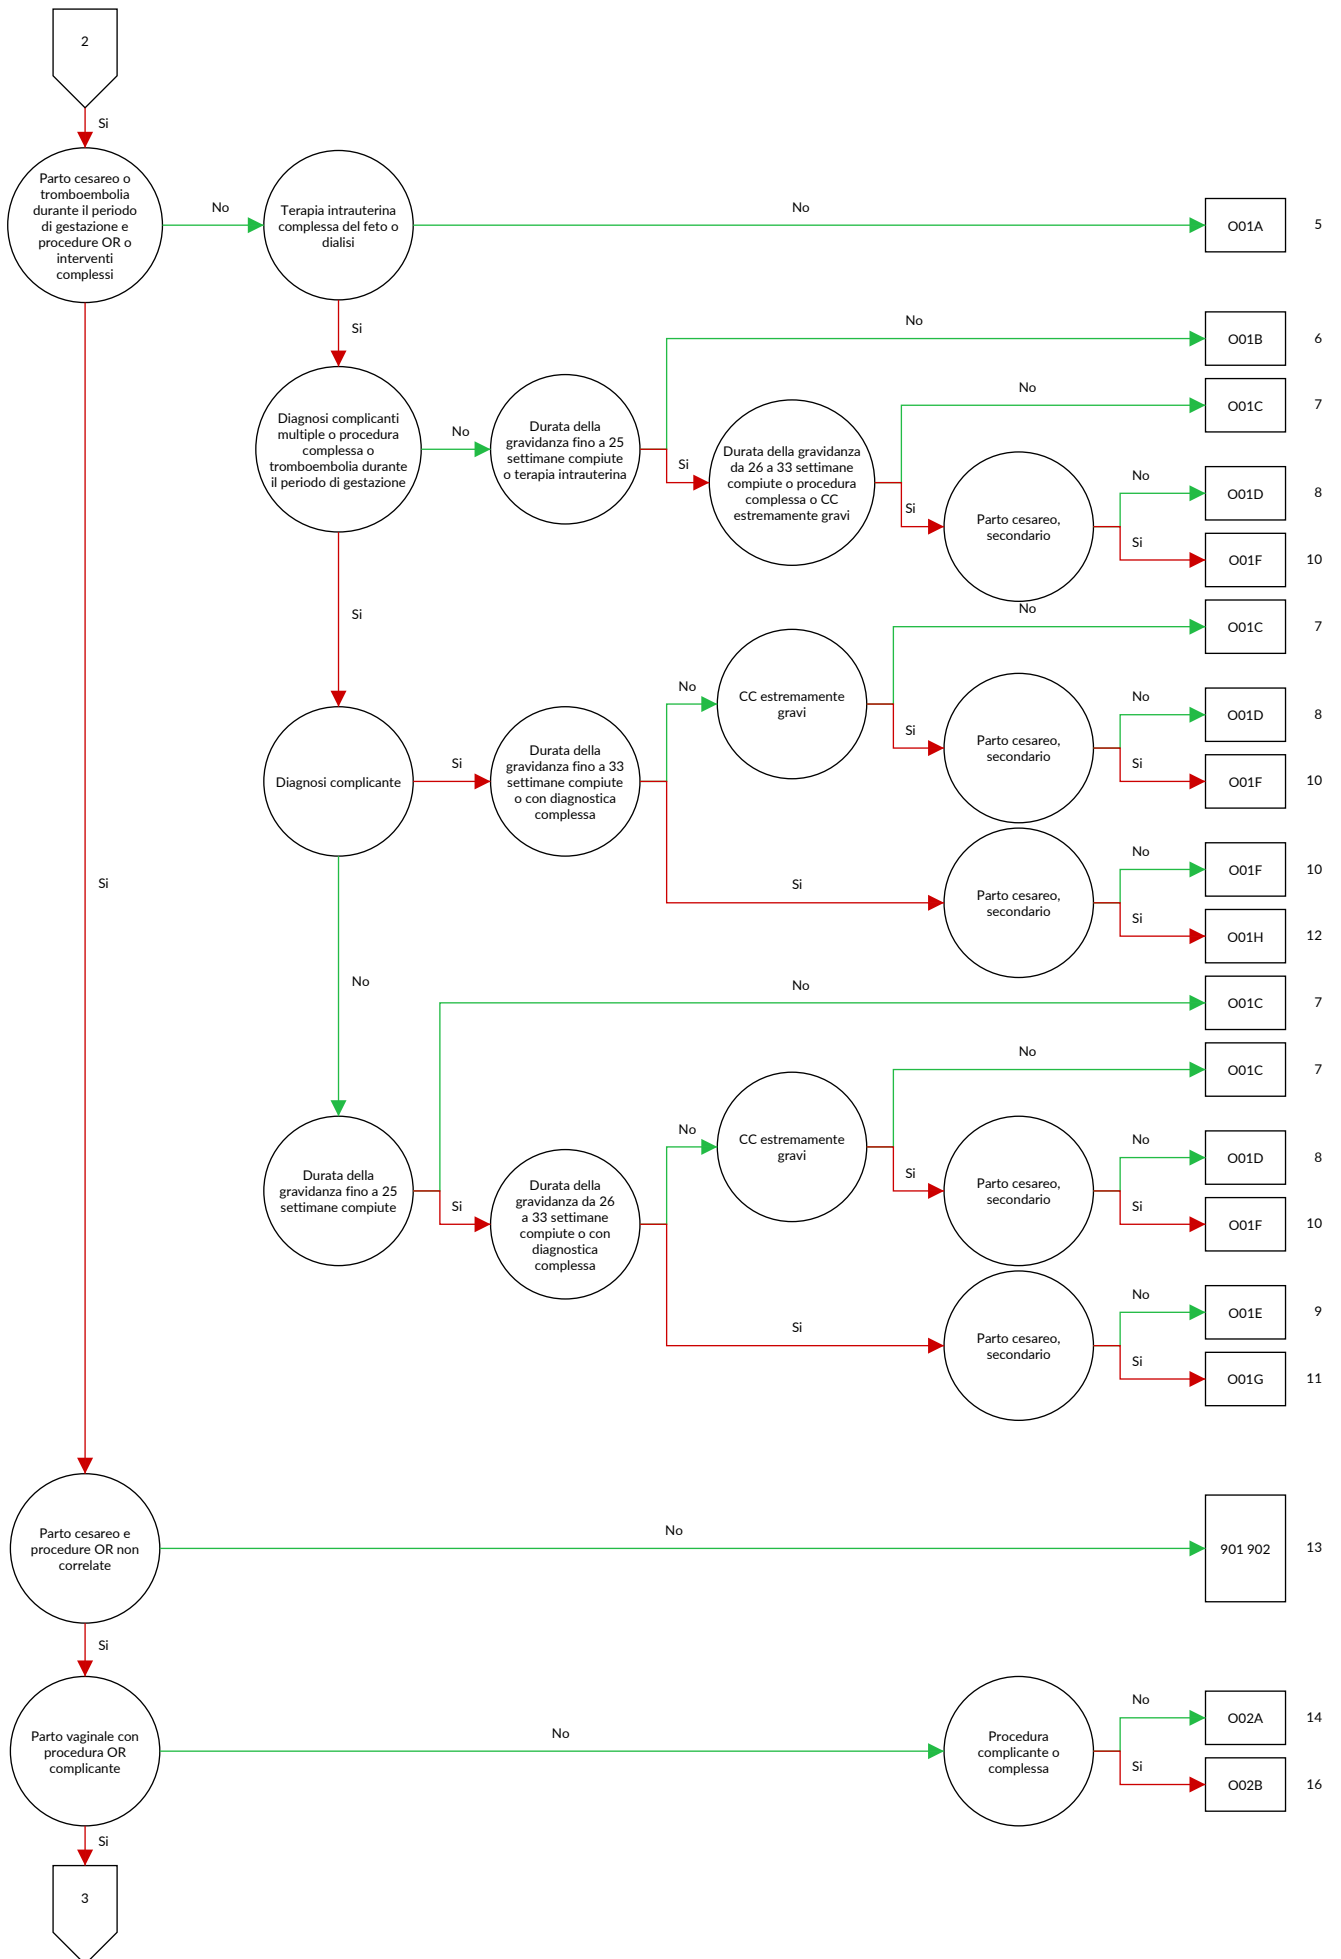 2
Si
Parto cesareo o
tromboembolia
durante il periodo
di gestazione e
procedure OR o
interventi
complessi
No
Terapia intrauterina
complessa del feto o
dialisi
No
O01A
5
Si
Diagnosi complicanti
multiple o procedura
complessa o
tromboembolia durante
il periodo di gestazione
No
Durata della
gravidanza fino a 25
settimane compiute
o terapia intrauterina
No
O01B
6
Si
Durata della gravidanza
da 26 a 33 settimane
compiute o procedura
complessa o CC
estremamente gravi
No
O01C
7
Si
Parto cesareo,
secondario
No
O01D
8
Si
O01F
10
Si
Diagnosi complicante
Si
Durata della
gravidanza fino a 33
settimane compiute
o con diagnostica
complessa
No
CC estremamente
gravi
No
O01C
7
Si
Parto cesareo,
secondario
No
O01D
8
Si
O01F
10
Si
Parto cesareo,
secondario
No
O01F
10
Si
O01H
12
No
Durata della
gravidanza fino a 25
settimane compiute
No
O01C
7
Si
Durata della
gravidanza da 26
a 33 settimane
compiute o con
diagnostica
complessa
No
CC estremamente
gravi
No
O01C
7
Si
Parto cesareo,
secondario
No
O01D
8
Si
O01F
10
Si
Parto cesareo,
secondario
No
O01E
9
Si
O01G
11
Si
Parto cesareo e
procedure OR non
correlate
No
901 902
13
Si
Parto vaginale con
procedura OR
complicante
No
Procedura
complicante o
complessa
No
O02A
14
Si
O02B
16
Si
3